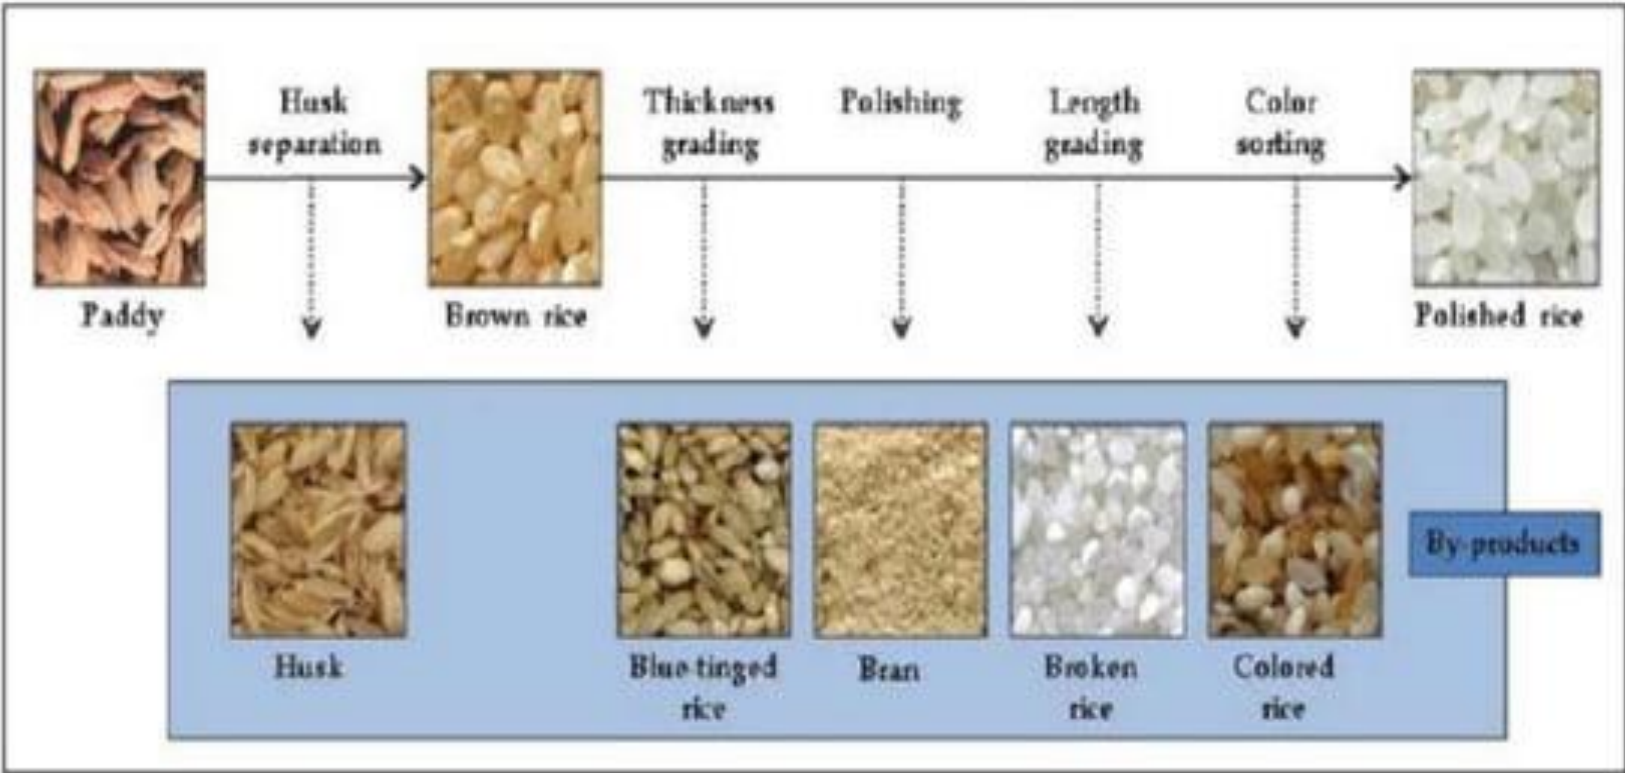 Husk
separation
Thickness
grading
Polishing
Length
grading
Color
sorting
Paddy
Brown rice
Polished rice
By-products
Husk
Blue-tinged
rice
Bran
Broken
rice
Colored
rice